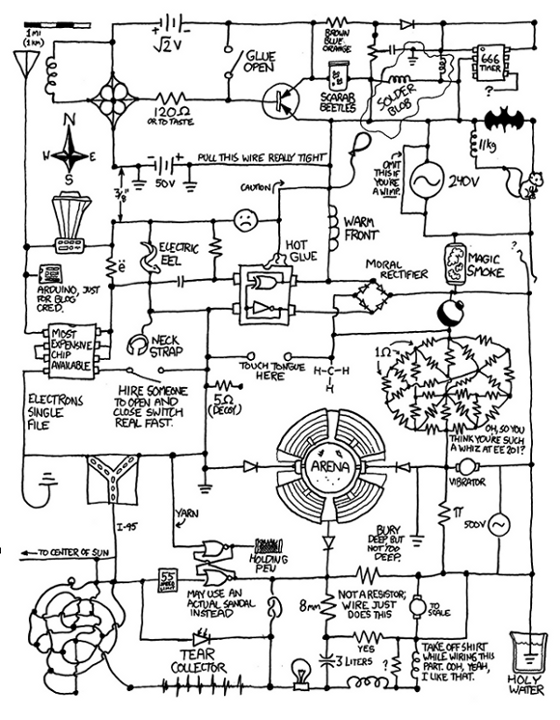 1 MI
(1 KM)
√2 V
GLUE
OPEN
BROWN
BLUE
ORANGE
SCARAB
BEETLES
SOLDER
BLOB
666
TIMER
?
120Ω
OR TO TASTE
N
W
E
S
50V
PULL THIS WIRE REALLY TIGHT
3/8"
CAUTION
OMIT
THIS IF
YOU'RE
A WIMP.
240V
11kg
WARM
FRONT
ELECTRIC
EEL
HOT
GLUE
MORAL
RECTIFIER
MAGIC
SMOKE
?
ë
ARDUINO, JUST
FOR BLOG
CRED.
MOST
EXPENSIVE
CHIP
AVAILABLE
NECK
STRAP
TOUCH TONGUE
HERE
H-C-H
H
1Ω
ELECTRONS
SINGLE
FILE
HIRE SOMEONE
TO OPEN AND
CLOSE SWITCH
REAL FAST.
5Ω
(DECOY)
OH, SO YOU
THINK YOU'RE SUCH
A WHIZ AT EE 201?
ARENA
VIBRATOR
I-95
YARN
BURY
DEEP, BUT
NOT TOO
DEEP.
π
500V
TO CENTER OF SUN
HOLDING
PEN
55
MAY USE AN
ACTUAL SANDAL
INSTEAD
8mm
NOT A RESISTOR;
WIRE JUST
DOES THIS
TO
SCALE
TEAR
COLLECTOR
YES
3 LITERS
?
TAKE OFF SHIRT
WHILE WIRING THIS
PART. OOH, YEAH,
I LIKE THAT.
HOLY
WATER